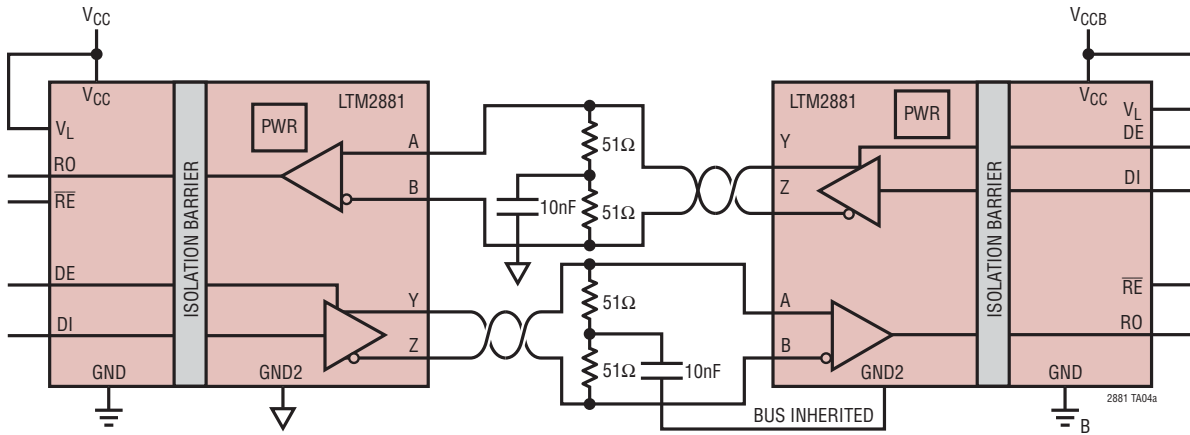 VCC
VCC
LTM2881
PWR
VL
RO
RE
DE
DI
ISOLATION BARRIER
A
B
Y
Z
GND
GND2
51Ω
51Ω
10nF
51Ω
51Ω
10nF
BUS INHERITED
VCCB
VCC
LTM2881
PWR
Y
Z
A
B
ISOLATION BARRIER
VL
DE
DI
RE
RO
GND2
GND
B
2881 TA04a